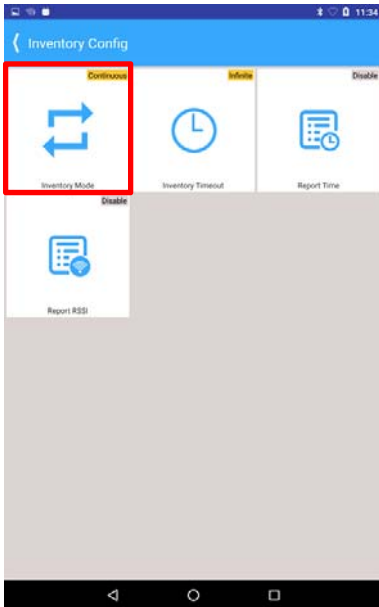 11:34
Inventory Config
Continuous
Infinite
Disable
Inventory Mode
Inventory Timeout
Report Time
Disable
Report RSSI